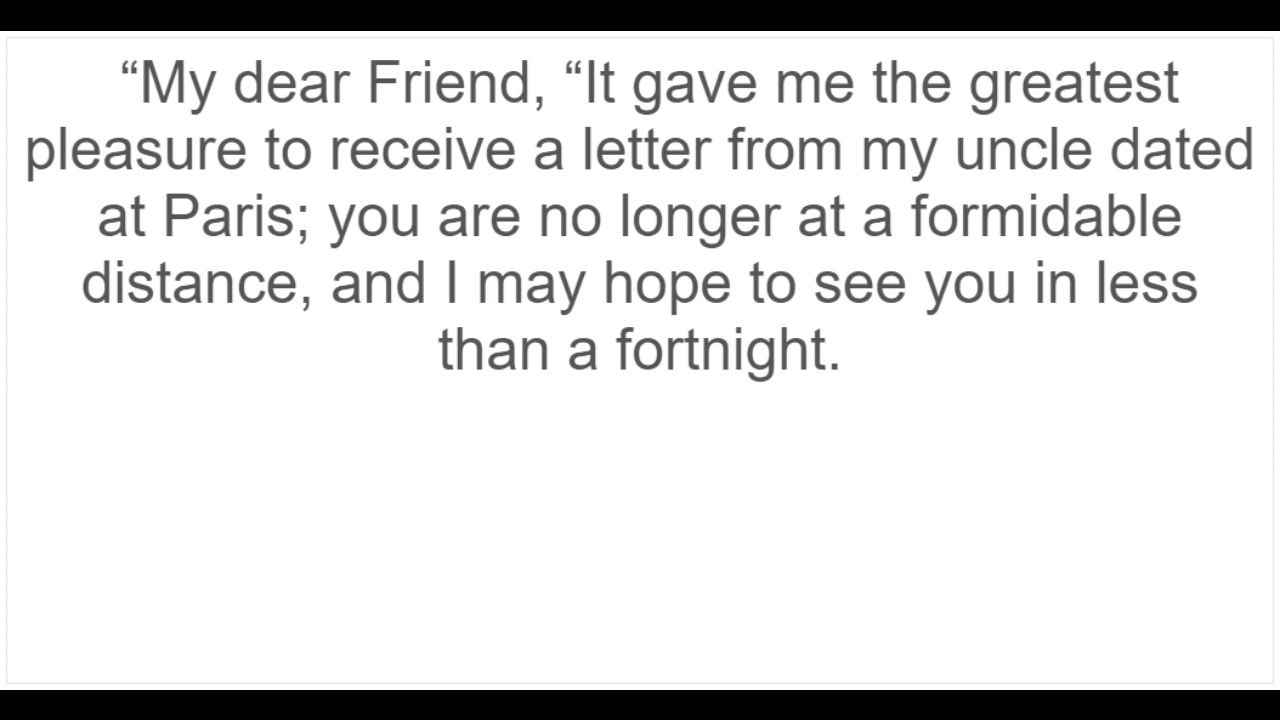 “My dear Friend, “It gave me the greatest
pleasure to receive a letter from my uncle dated
at Paris; you are no longer at a formidable
distance, and I may hope to see you in less
than a fortnight.